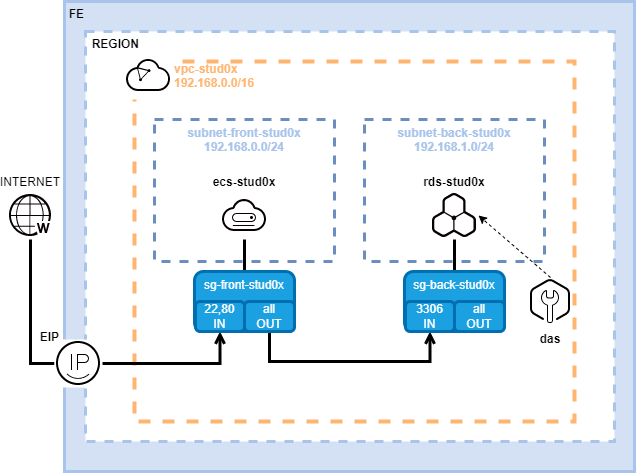 FE
REGION
vpc-stud0x
192.168.0.0/16
subnet-front-stud0x
192.168.0.0/24
subnet-back-stud0x
192.168.1.0/24
INTERNET
W
ecs-stud0x
rds-stud0x
sg-front-stud0x
22,80
IN
all
OUT
sg-back-stud0x
3306
IN
all
OUT
das
EIP
IP